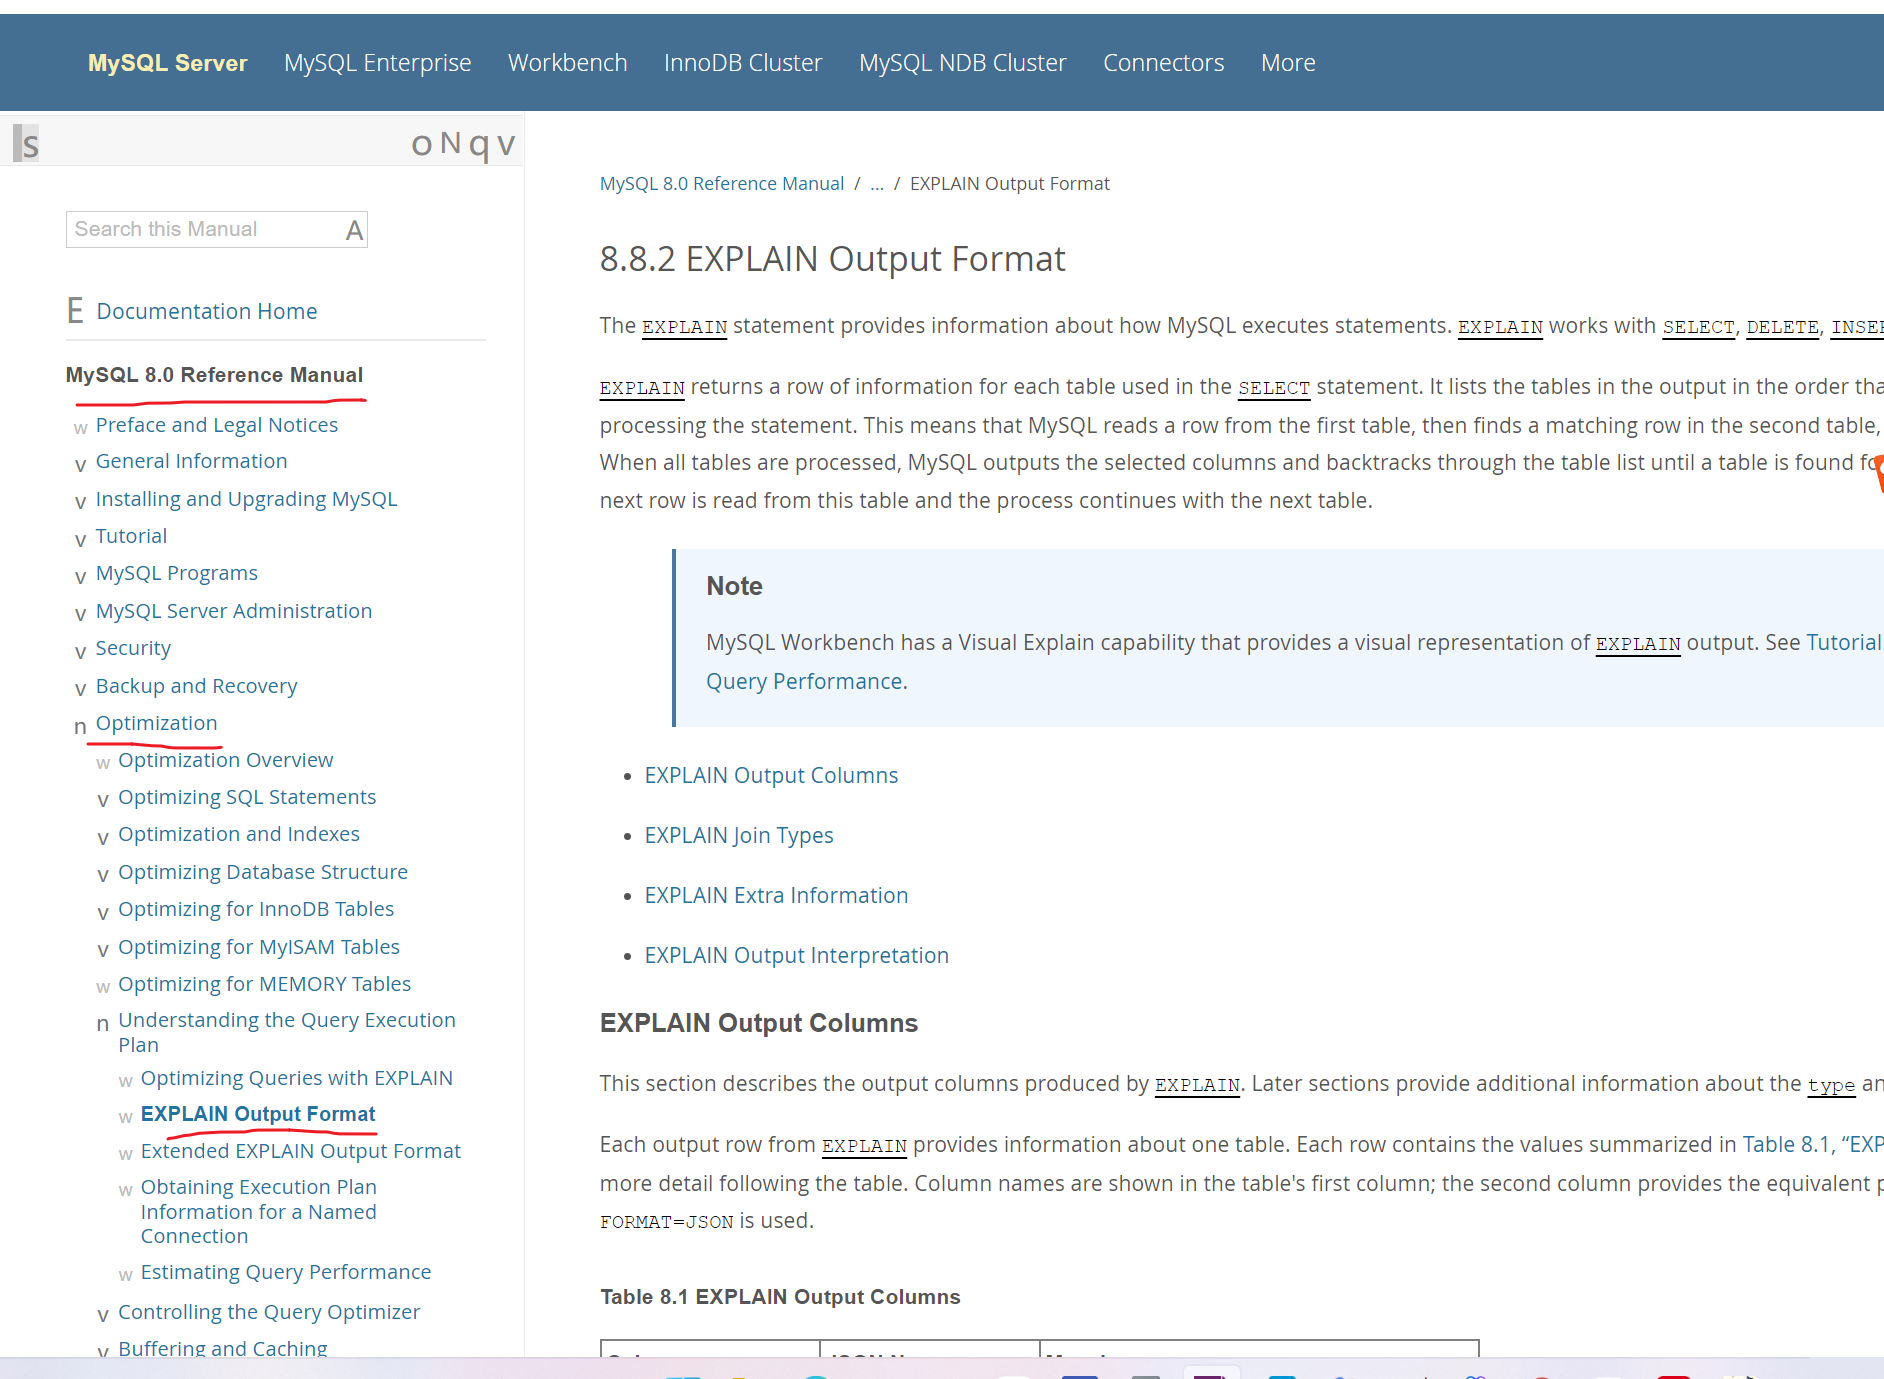 MySQL Server MySQL Enterprise Workbench InnoDB Cluster MySQL NDB Cluster Connectors More
s o N q v
Search this Manual A
E Documentation Home
MySQL 8.0 Reference Manual
w Preface and Legal Notices
v General Information
v Installing and Upgrading MySQL
v Tutorial
v MySQL Programs
v MySQL Server Administration
v Security
v Backup and Recovery
n Optimization
w Optimization Overview
v Optimizing SQL Statements
v Optimization and Indexes
v Optimizing Database Structure
v Optimizing for InnoDB Tables
v Optimizing for MyISAM Tables
w Optimizing for MEMORY Tables
n Understanding the Query Execution
Plan
w Optimizing Queries with EXPLAIN
w EXPLAIN Output Format
w Extended EXPLAIN Output Format
w Obtaining Execution Plan
Information for a Named
Connection
w Estimating Query Performance
v Controlling the Query Optimizer
v Buffering and Caching
MySQL 8.0 Reference Manual / ... / EXPLAIN Output Format
8.8.2 EXPLAIN Output Format
The EXPLAIN statement provides information about how MySQL executes statements. EXPLAIN works with SELECT, DELETE,
EXPLAIN returns a row of information for each table used in the SELECT statement. It lists the tables in the output in the order
processing the statement. This means that MySQL reads a row from the first table, then finds a matching row in the second table,
When all tables are processed, MySQL outputs the selected columns and backtracks through the table list until a table is found
next row is read from this table and the process continues with the next table.
Note
MySQL Workbench has a Visual Explain capability that provides a visual representation of EXPLAIN output. See Tutorial
Query Performance.
• EXPLAIN Output Columns
• EXPLAIN Join Types
• EXPLAIN Extra Information
• EXPLAIN Output Interpretation
EXPLAIN Output Columns
This section describes the output columns produced by EXPLAIN. Later sections provide additional information about the type
Each output row from EXPLAIN provides information about one table. Each row contains the values summarized in Table 8.1, “EXP
more detail following the table. Column names are shown in the table's first column; the second column provides the equivalent
FORMAT=JSON is used.
Table 8.1 EXPLAIN Output Columns